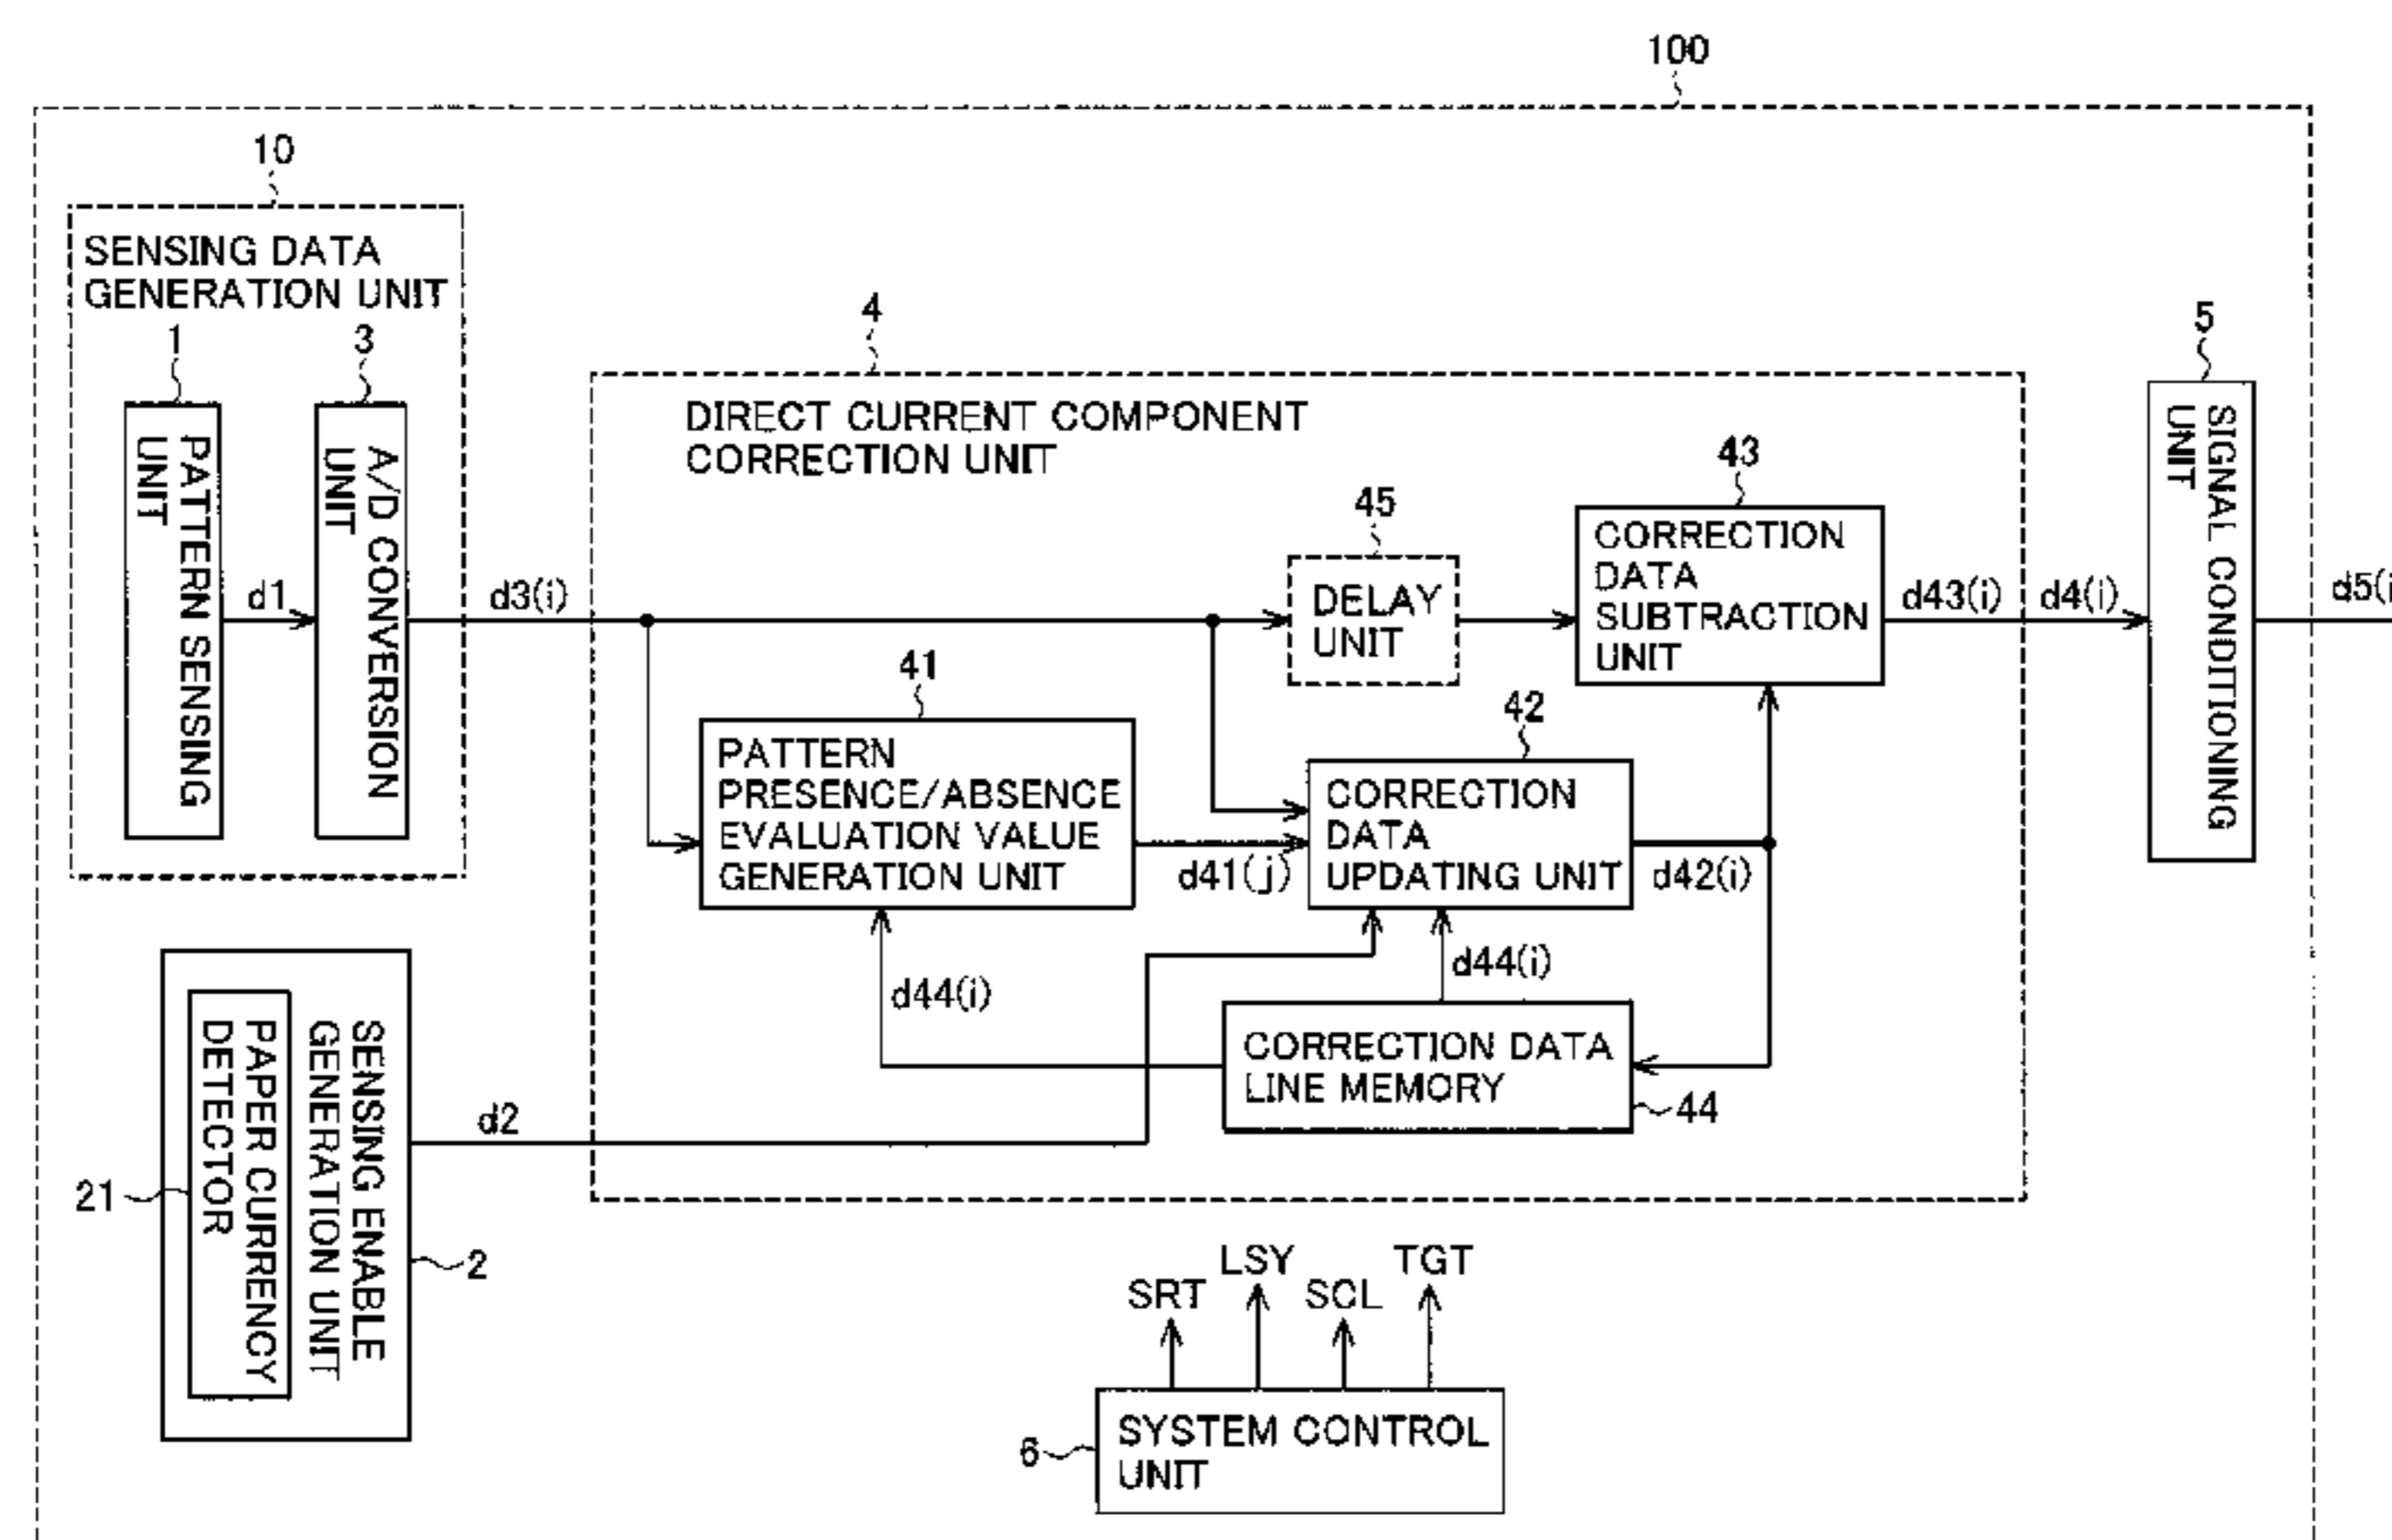 100
10
SENSING DATA
GENERATION UNIT
1
3
PATTERN SENSING
UNIT
A/D CONVERSION
UNIT
d1
d3(i)
4
DIRECT CURRENT COMPONENT
CORRECTION UNIT
45
DELAY
UNIT
43
CORRECTION
DATA
SUBTRACTION
UNIT
d43(i)
d4(i)
5
SIGNAL CONDITIONING
UNIT
d5(i
41
PATTERN
PRESENCE/ABSENCE
EVALUATION VALUE
GENERATION UNIT
d41(j)
42
CORRECTION
DATA
UPDATING UNIT
d42(i)
d44(i)
d44(i)
CORRECTION DATA
LINE MEMORY
44
SENSING ENABLE
GENERATION UNIT
PAPER CURRENCY
DETECTOR
21
2
d2
SRT
LSY
SCL
TGT
6
SYSTEM CONTROL
UNIT